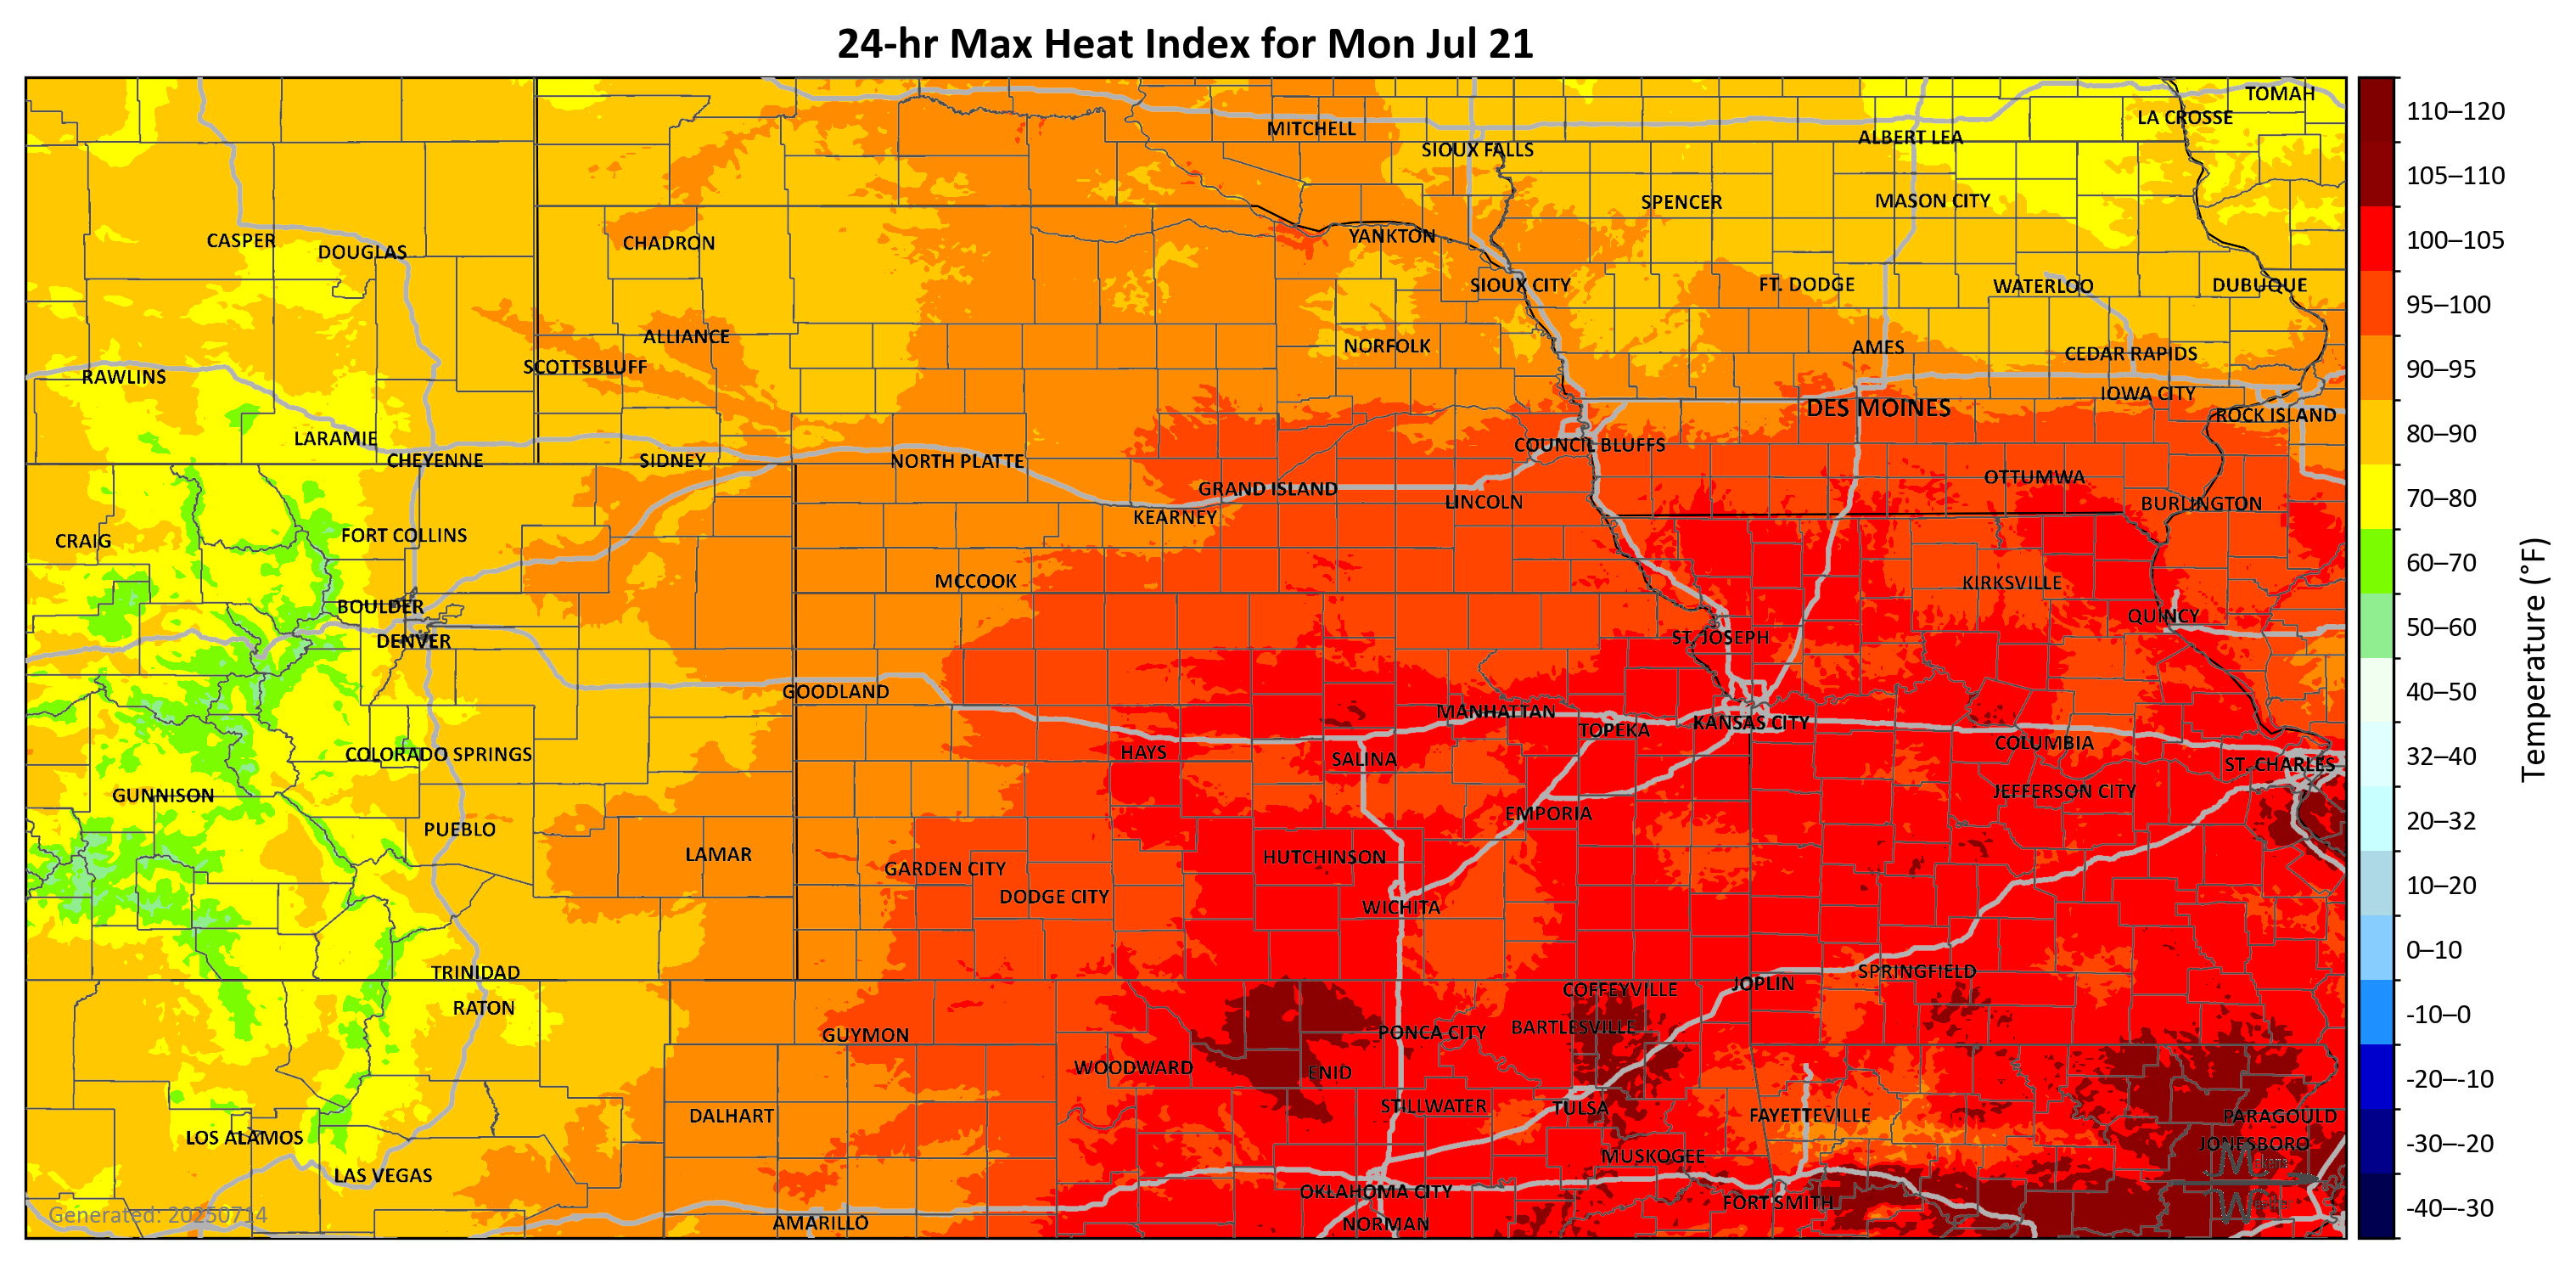 24-hr Max Heat Index for Mon Jul 21
TOMAH
LA CROSSE
MITCHELL
ALBERT LEA
SIOUX FALLS
SPENCER
MASON CITY
YANKTON
CASPER
CHADRON
DOUGLAS
SIOUX CITY
FT. DODGE
WATERLOO
DUBUQUE
ALLIANCE
NORFOLK
AMES
CEDAR RAPIDS
SCOTTSBLUFF
RAWLINS
IOWA CITY
DES MOINES
ROCK ISLAND
LARAMIE
COUNCIL BLUFFS
CHEYENNE
SIDNEY
NORTH PLATTE
OTTUMWA
GRAND ISLAND
LINCOLN
BURLINGTON
KEARNEY
FORT COLLINS
CRAIG
MCCOOK
KIRKSVILLE
BOULDER
QUINCY
DENVER
ST. JOSEPH
GOODLAND
MANHATTAN
KANSAS CITY
TOPEKA
COLUMBIA
HAYS
COLORADO SPRINGS
SALINA
ST. CHARLES
JEFFERSON CITY
GUNNISON
EMPORIA
PUEBLO
LAMAR
HUTCHINSON
GARDEN CITY
DODGE CITY
WICHITA
TRINIDAD
SPRINGFIELD
JOPLIN
COFFEYVILLE
RATON
BARTLESVILLE
PONCA CITY
GUYMON
WOODWARD
ENID
STILLWATER
TULSA
DALHART
FAYETTEVILLE
PARAGOULD
LOS ALAMOS
JONESBORO
MUSKOGEE
LAS VEGAS
OKLAHOMA CITY
FORT SMITH
AMARILLO
NORMAN
Generated: 20250714
110–120
105–110
100–105
95–100
90–95
80–90
70–80
60–70
50–60
40–50
32–40
20–32
10–20
0–10
-10–0
-20–-10
-30–-20
-40–-30
Temperature (°F)